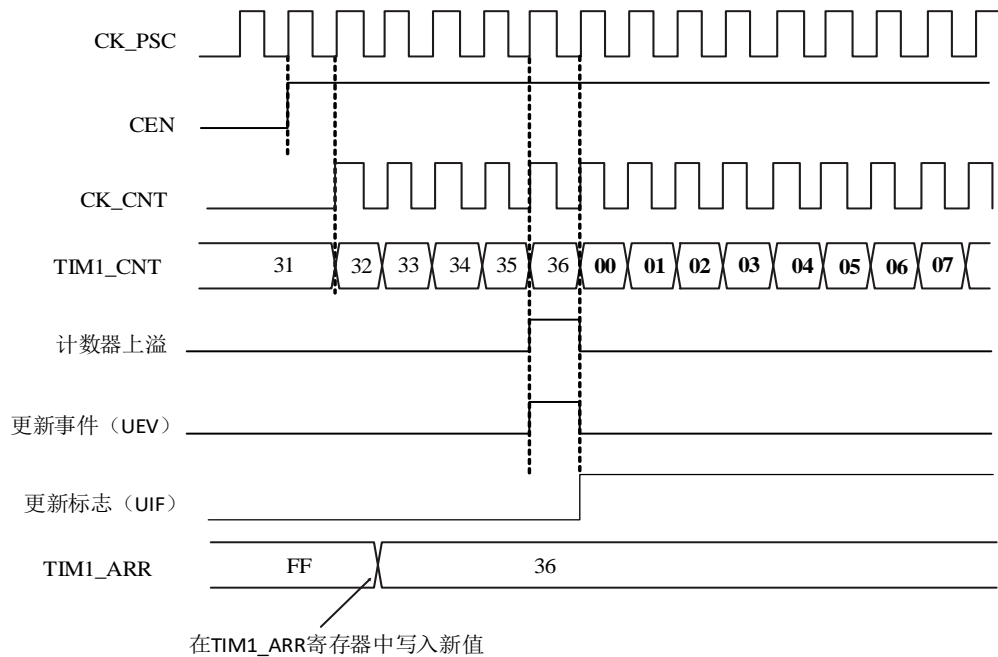 CK_PSC
CEN
CK_CNT
TIM1_CNT 31 32 33 34 35 36 00 01 02 03 04 05 06 07
计数器上溢
更新事件（UEV）
更新标志（UIF）
TIM1_ARR FF 36
在TIM1_ARR寄存器中写入新值